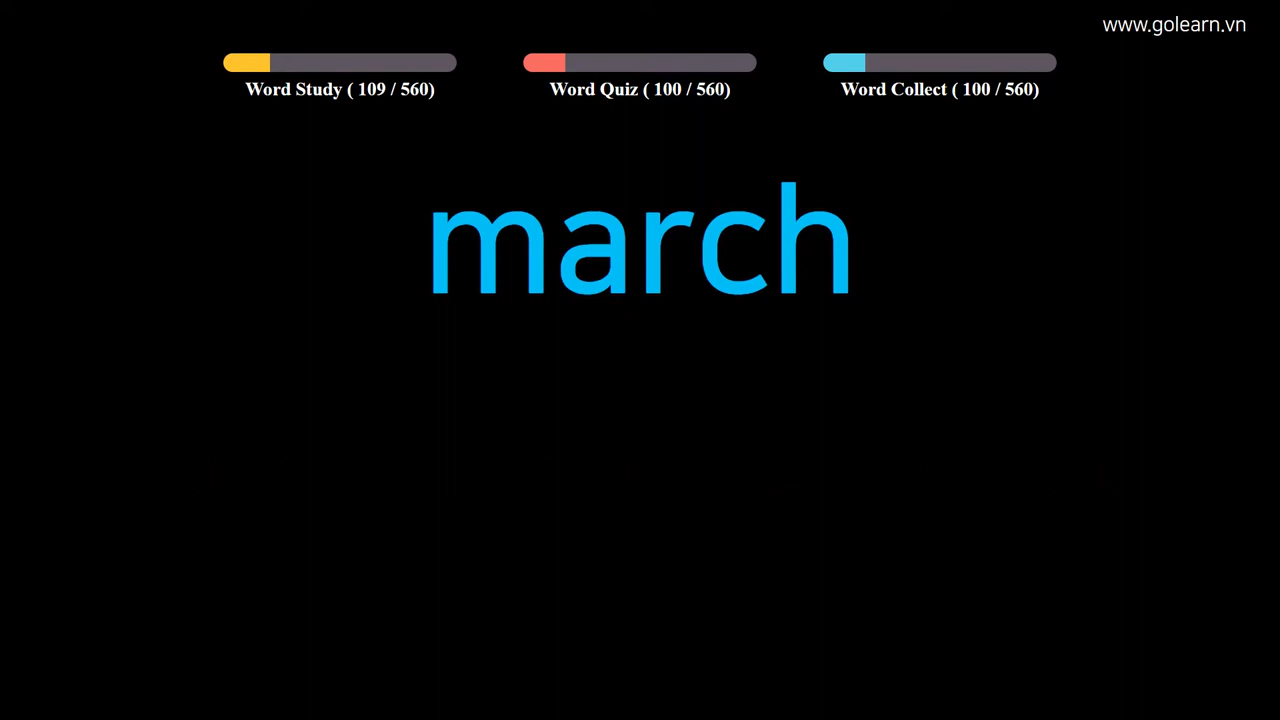 www.golearn.vn
Word Study ( 109 / 560)
Word Quiz ( 100 / 560)
Word Collect ( 100 / 560)
march